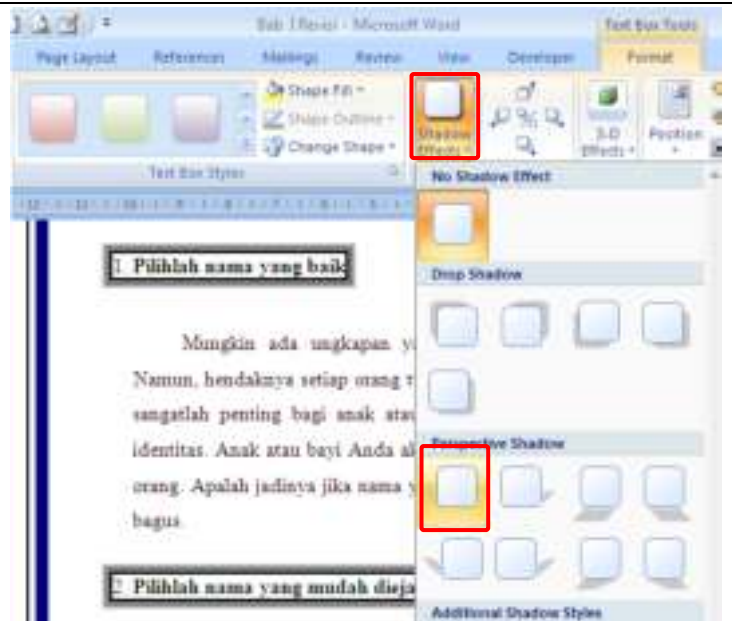 Bab 1 Revisi - Microsoft Word
Text Box Tools
Page Layout References Mailings Review View Developer Format
Shape Fill
Shape Outline
Change Shape
Shadow Effects
3-D Effects
Position
Text Box Styles
No Shadow Effect
Drop Shadow
1 Pilihlah nama yang baik
Mungkin ada ungkapan y
Namun, hendaknya setiap orang t
sangatlah penting bagi anak atau
identitas. Anak atau bayi Anda al
orang. Apalah jadinya jika nama y
bagus.
Perspective Shadow
2 Pilihlah nama yang mudah dieja
Additional Shadow Styles